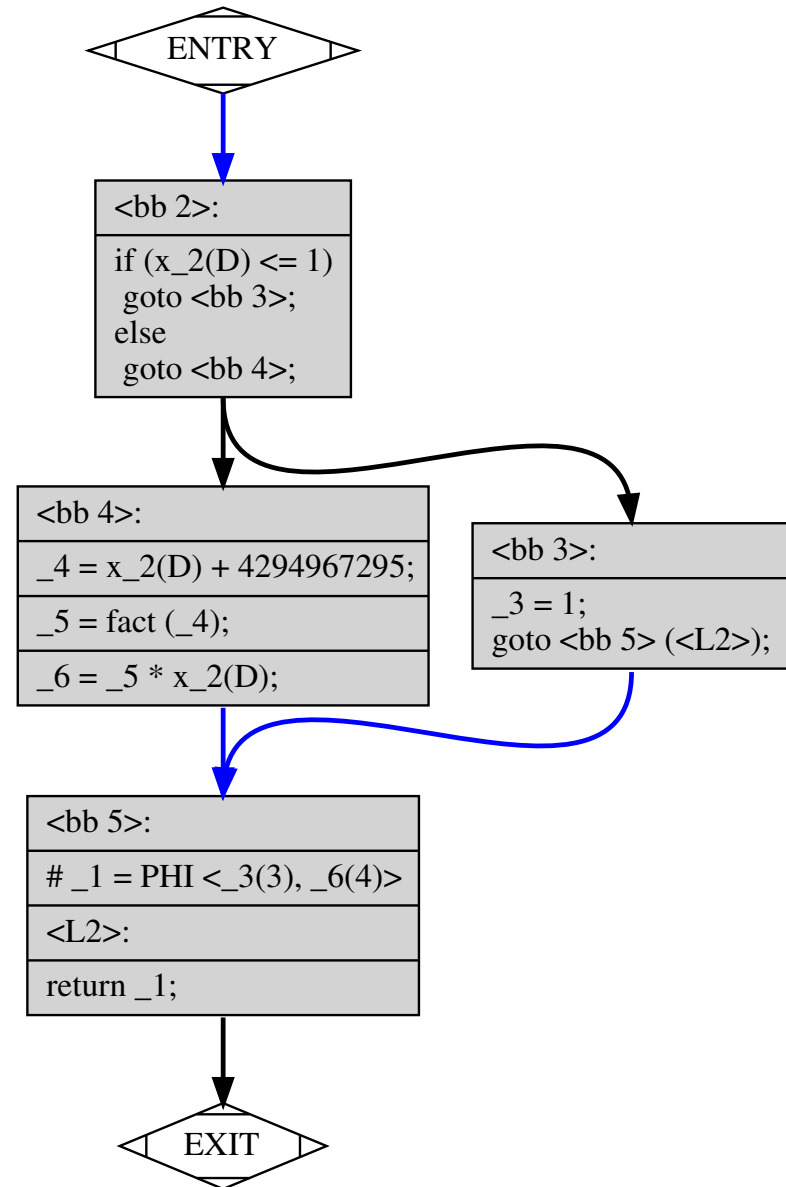 ENTRY
<bb 2>:
if (x_2(D) <= 1)
goto <bb 3>;
else
goto <bb 4>;
<bb 4>:
_4 = x_2(D) + 4294967295;
_5 = fact (_4);
_6 = _5 * x_2(D);
<bb 3>:
_3 = 1;
goto <bb 5> (<L2>);
<bb 5>:
# _1 = PHI <_3(3), _6(4)>
<L2>:
return _1;
EXIT